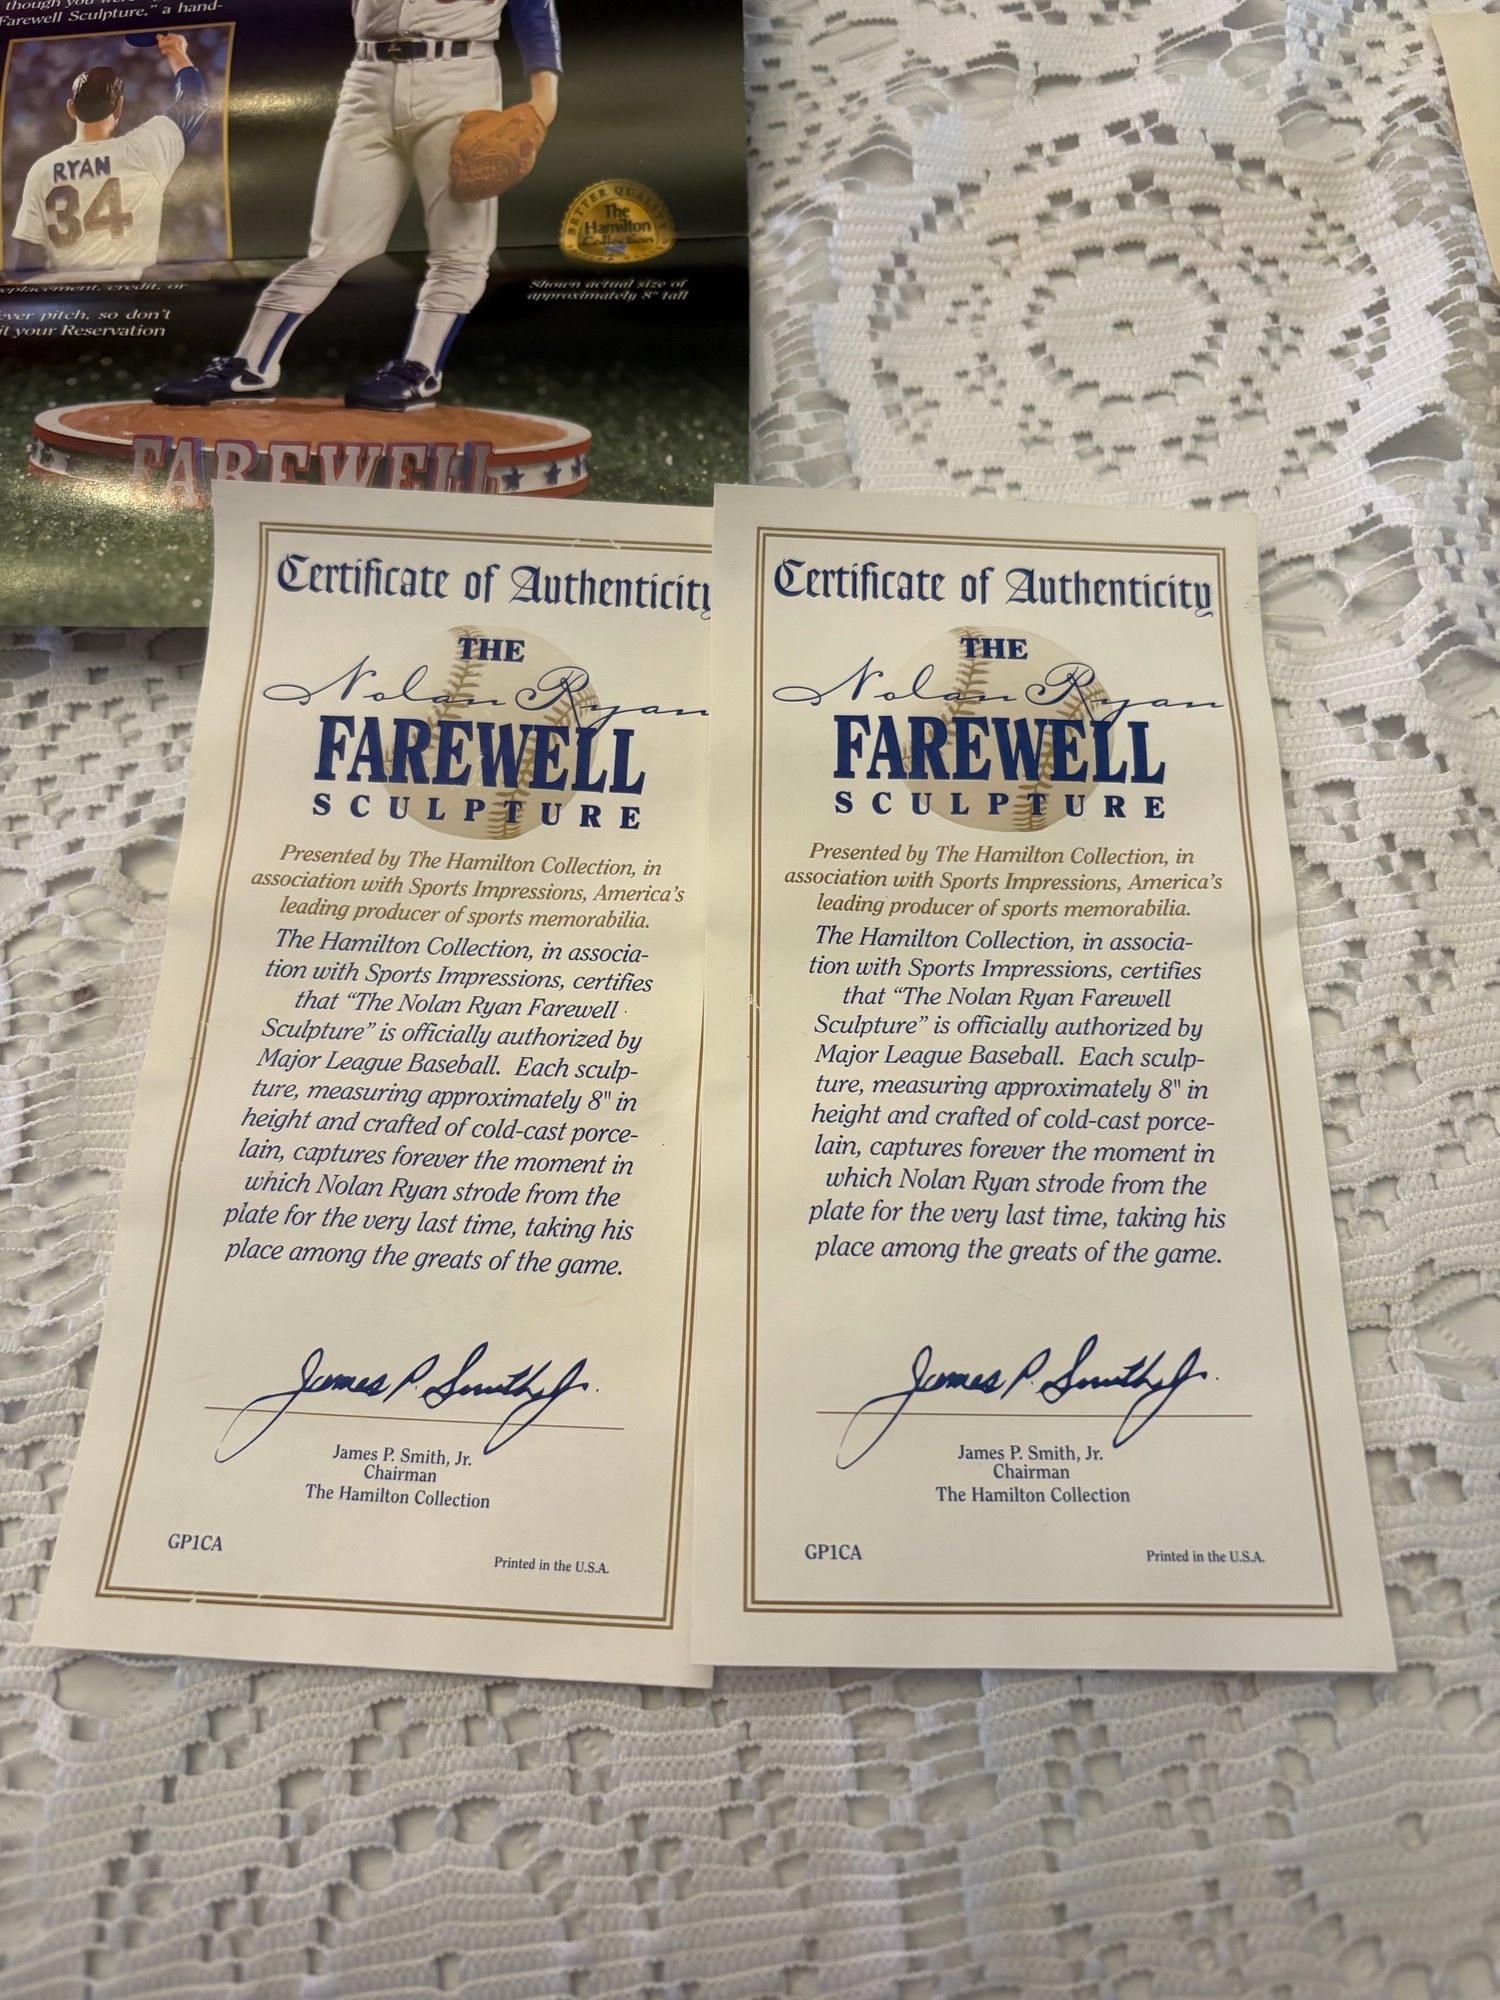 though you were
Farewell Sculpture," a hand-
RYAN
34
BETTER QUALITY
The
Hamilton
Collection
Shown actual size of
approximately 8" tall
replacement, credit, or
ever pitch, so don't
it your Reservation
FAREWELL
Certificate of Authenticity
THE
Nolan Ryan
FAREWELL
SCULPTURE
Presented by The Hamilton Collection, in
association with Sports Impressions, America's
leading producer of sports memorabilia.
The Hamilton Collection, in associa-
tion with Sports Impressions, certifies
that "The Nolan Ryan Farewell
Sculpture" is officially authorized by
Major League Baseball. Each sculp-
ture, measuring approximately 8" in
height and crafted of cold-cast porce-
lain, captures forever the moment in
which Nolan Ryan strode from the
plate for the very last time, taking his
place among the greats of the game.
James P. Smith Jr.
James P. Smith, Jr.
Chairman
The Hamilton Collection
GP1CA
Printed in the U.S.A.
Certificate of Authenticity
THE
Nolan Ryan
FAREWELL
SCULPTURE
Presented by The Hamilton Collection, in
association with Sports Impressions, America's
leading producer of sports memorabilia.
The Hamilton Collection, in associa-
tion with Sports Impressions, certifies
that "The Nolan Ryan Farewell
Sculpture" is officially authorized by
Major League Baseball. Each sculp-
ture, measuring approximately 8" in
height and crafted of cold-cast porce-
lain, captures forever the moment in
which Nolan Ryan strode from the
plate for the very last time, taking his
place among the greats of the game.
James P. Smith Jr.
James P. Smith, Jr.
Chairman
The Hamilton Collection
GP1CA
Printed in the U.S.A.